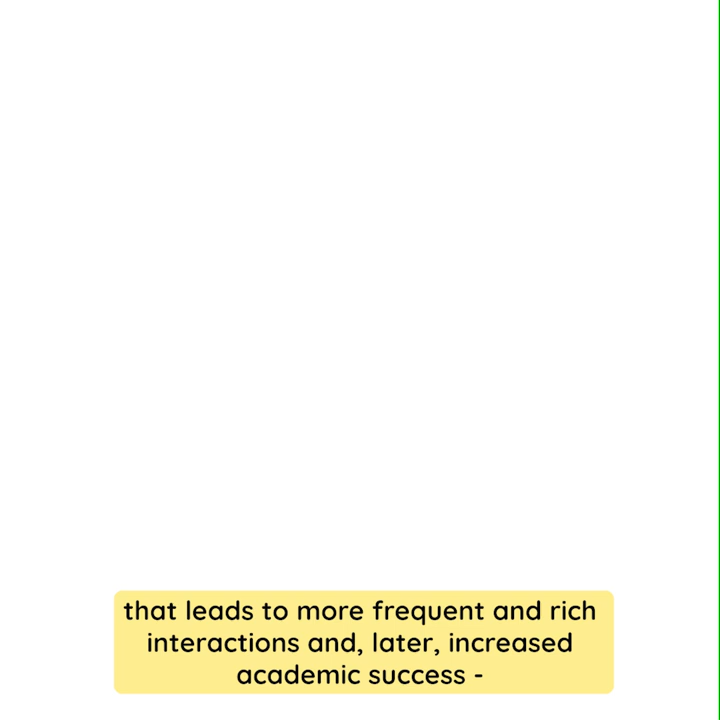 that leads to more frequent and rich
interactions and, later, increased
academic success -